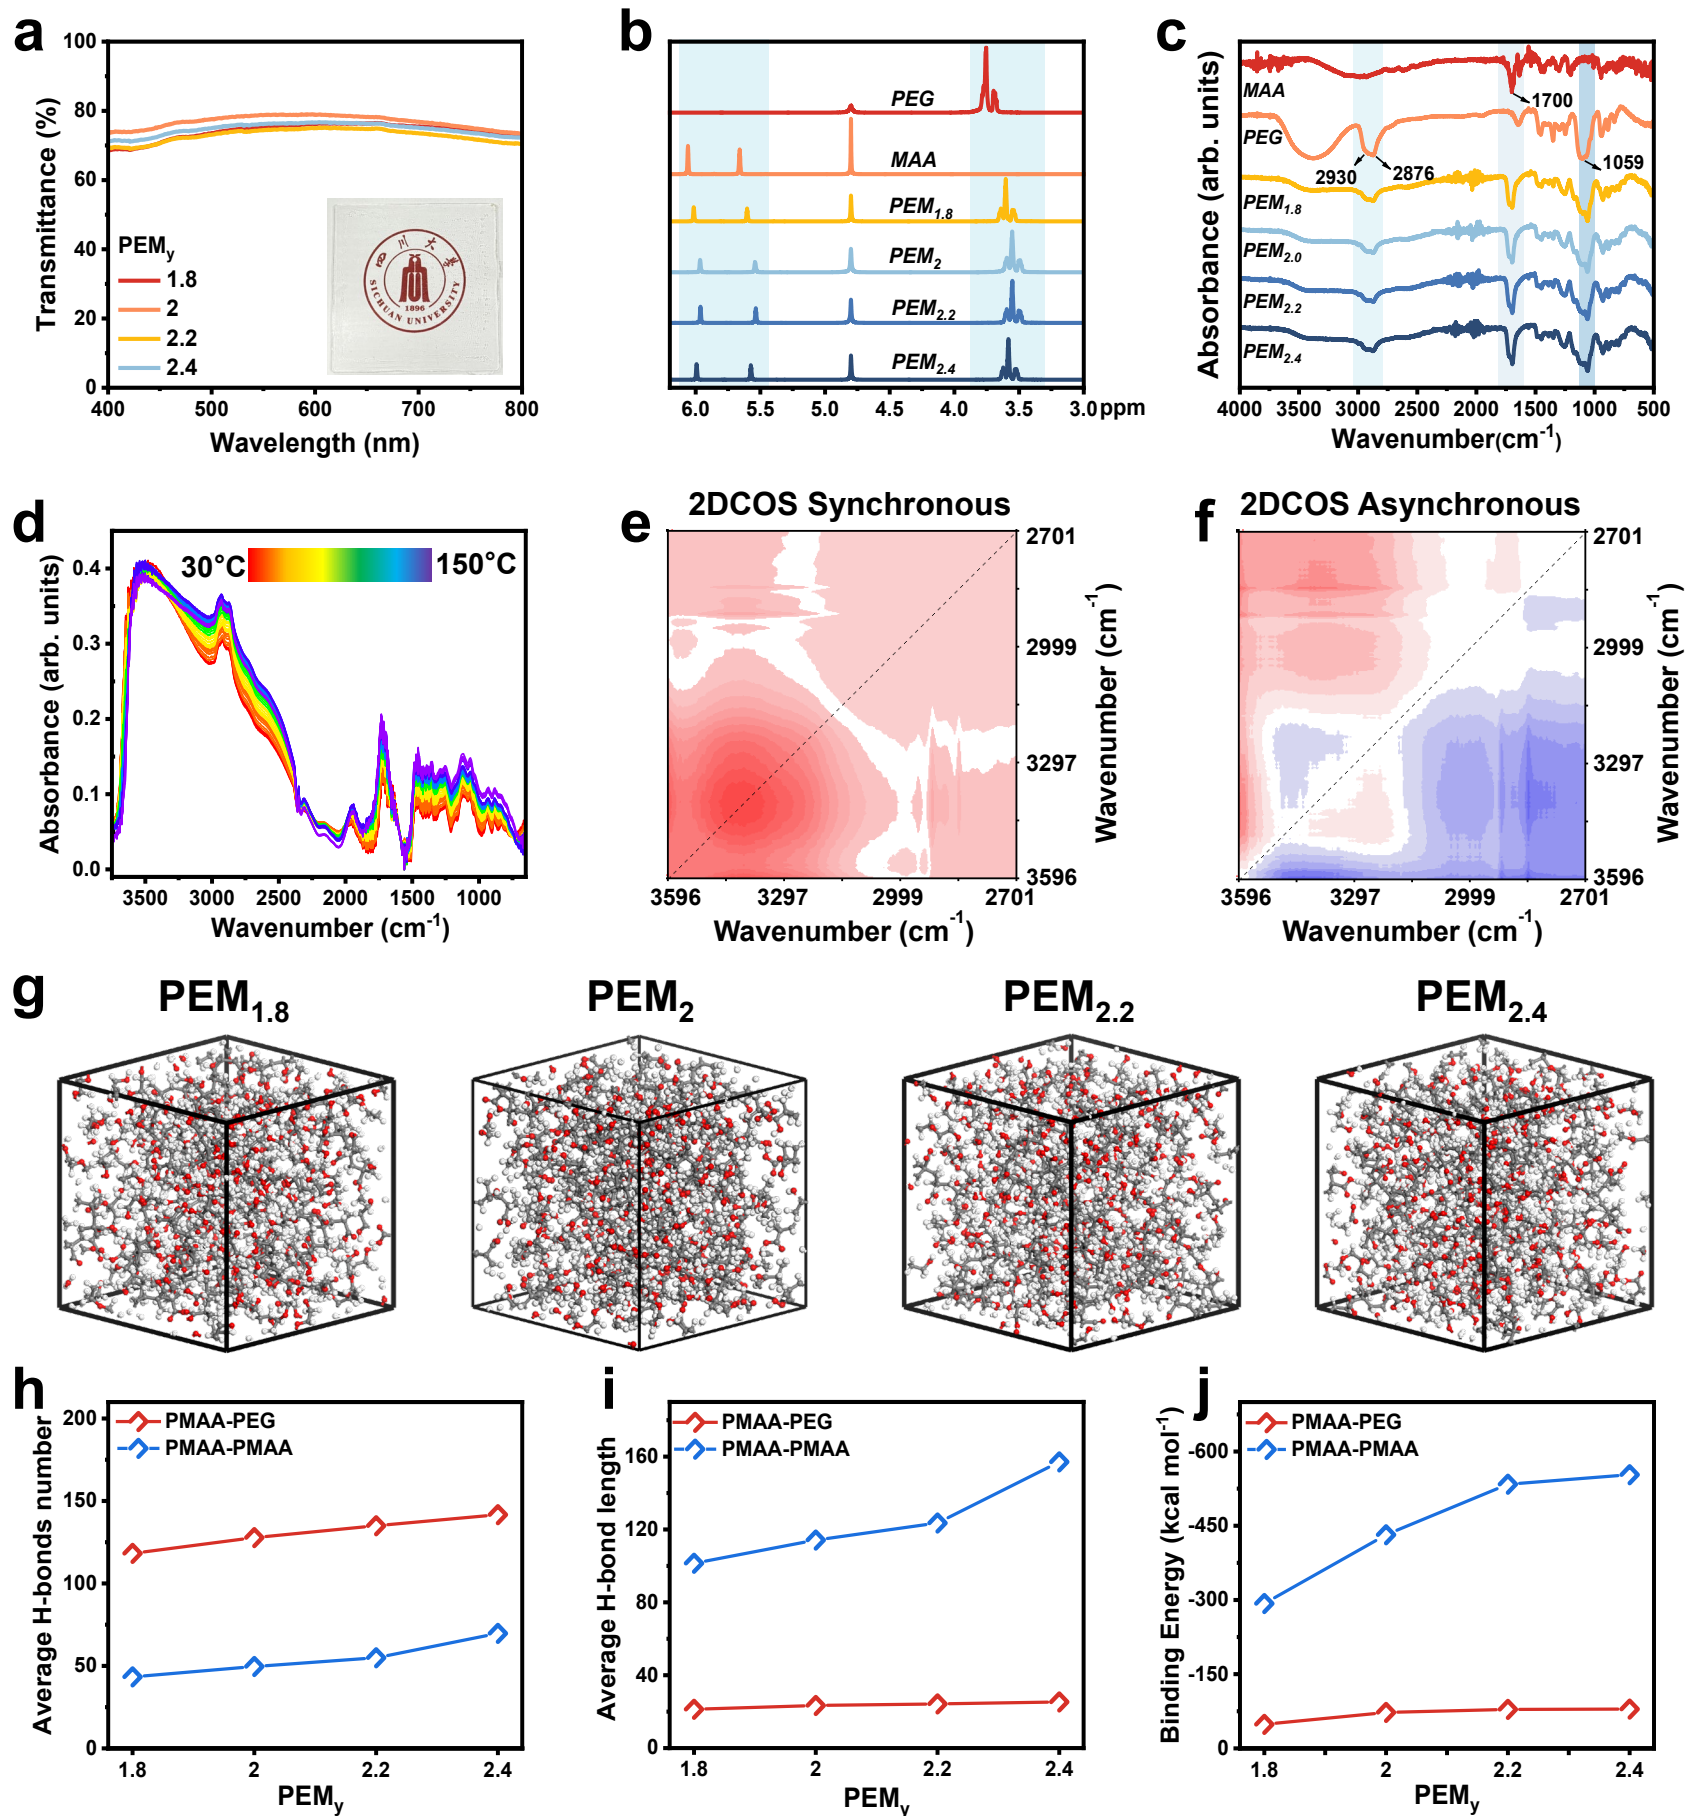 a
100
80
60
40
20
0
Transmittance (%)
PEMy
1.8
2
2.2
2.4
四川大學
1896
SICHUAN UNIVERSITY
400 500 600 700 800
Wavelength (nm)
b
PEG
MAA
PEM1.8
PEM2
PEM2.2
PEM2.4
6.0 5.5 5.0 4.5 4.0 3.5 3.0 ppm
c
Absorbance (arb. units)
MAA
1700
PEG
2930 2876 1059
PEM1.8
PEM2.0
PEM2.2
PEM2.4
4000 3500 3000 2500 2000 1500 1000 500
Wavenumber(cm-1)
d
30°C 150°C
0.4
0.3
0.2
0.1
0.0
Absorbance (arb. units)
3500 3000 2500 2000 1500 1000
Wavenumber (cm-1)
e
2DCOS Synchronous
2701
2999
3297
3596
Wavenumber (cm-1)
3596 3297 2999 2701
Wavenumber (cm-1)
f
2DCOS Asynchronous
2701
2999
3297
3596
Wavenumber (cm-1)
3596 3297 2999 2701
Wavenumber (cm-1)
g
PEM1.8
PEM2
PEM2.2
PEM2.4
h
PMAA-PEG
PMAA-PMAA
200
150
100
50
0
Average H-bonds number
1.8 2 2.2 2.4
PEMy
i
PMAA-PEG
PMAA-PMAA
160
120
80
40
0
Average H-bond length
1.8 2 2.2 2.4
PEMy
j
PMAA-PEG
PMAA-PMAA
-600
-450
-300
-150
0
Binding Energy (kcal mol-1)
1.8 2 2.2 2.4
PEMy